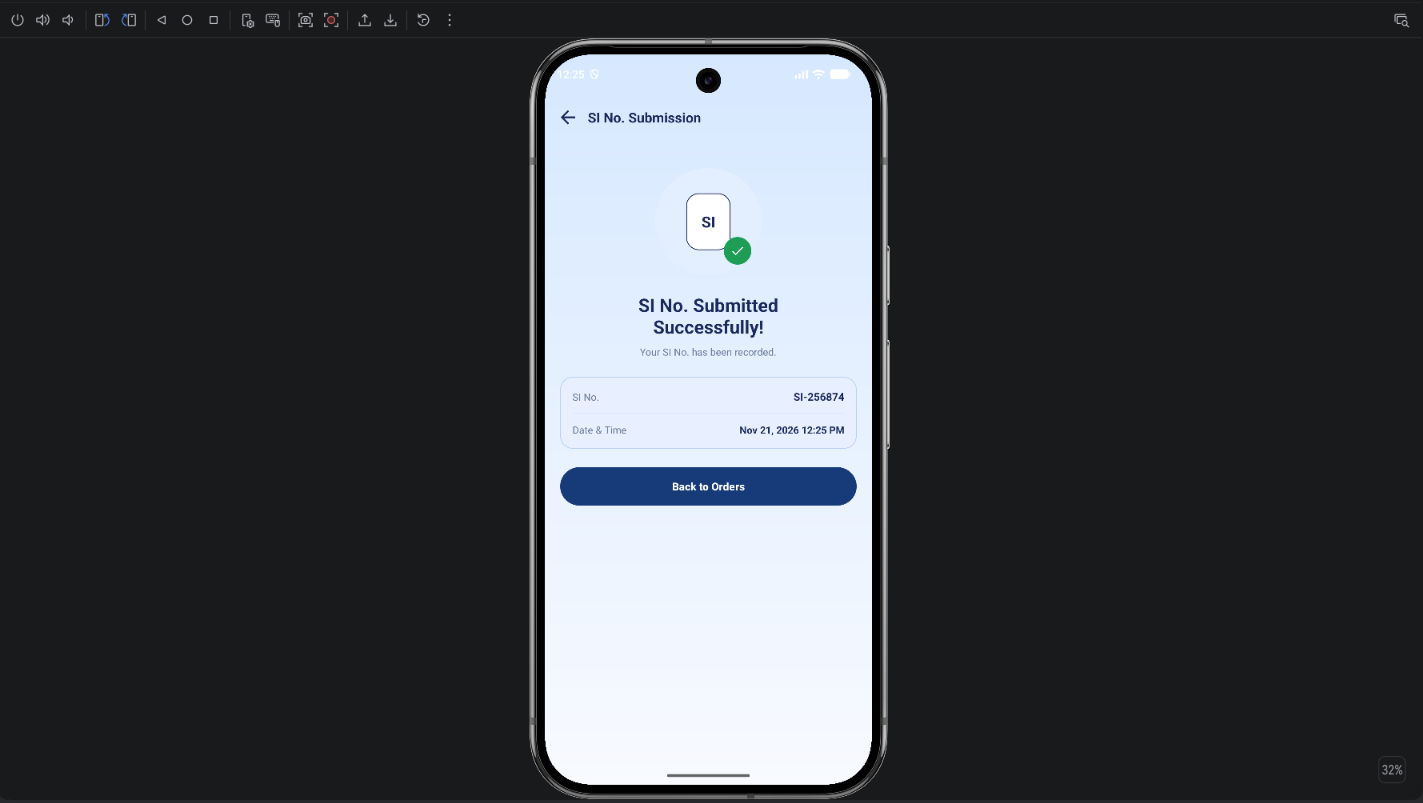 12:25
SI No. Submission
SI
SI No. Submitted
Successfully!
Your SI No. has been recorded.
SI No. SI-256874
Date & Time Nov 21, 2026 12:25 PM
Back to Orders
32%